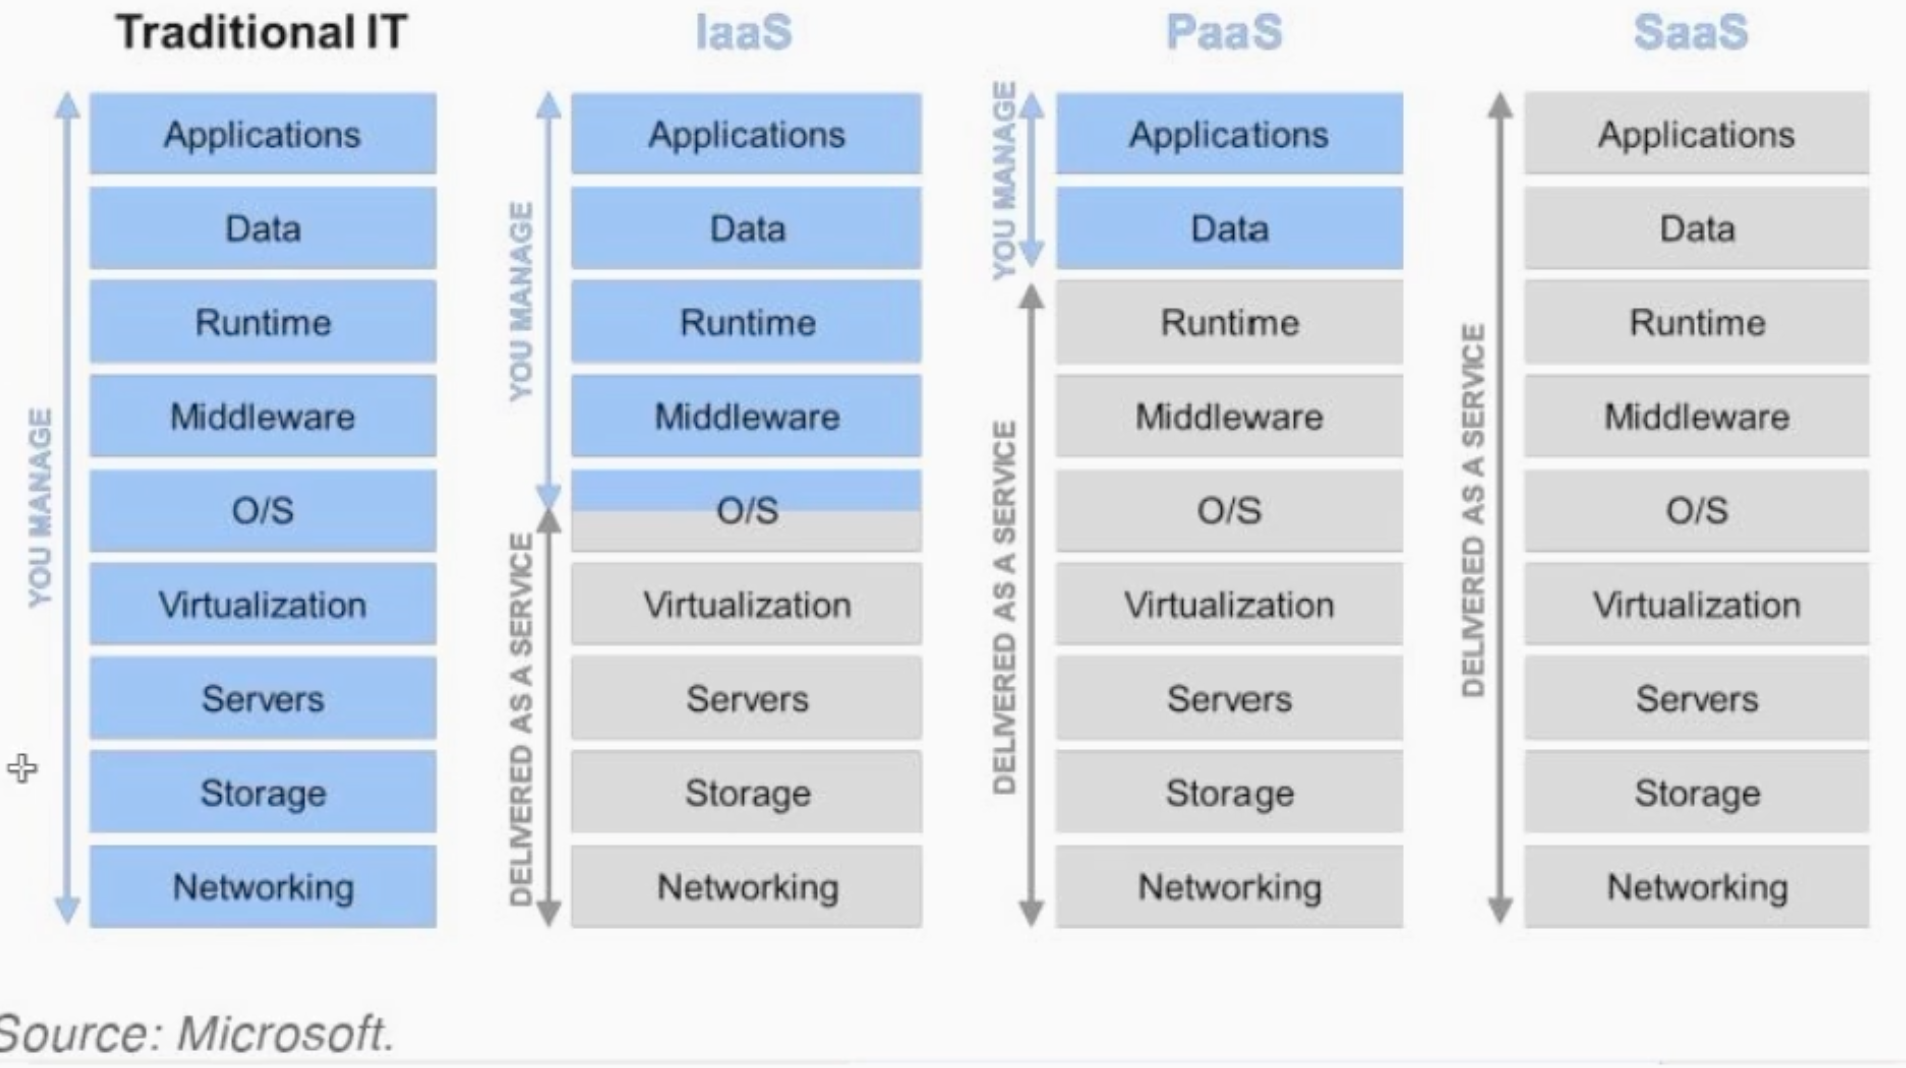 Traditional IT
IaaS
PaaS
SaaS
YOU MANAGE
Applications
Data
Runtime
Middleware
O/S
Virtualization
Servers
Storage
Networking
YOU MANAGE
DELIVERED AS A SERVICE
Applications
Data
Runtime
Middleware
O/S
Virtualization
Servers
Storage
Networking
YOU MANAGE
DELIVERED AS A SERVICE
Applications
Data
Runtime
Middleware
O/S
Virtualization
Servers
Storage
Networking
DELIVERED AS A SERVICE
Applications
Data
Runtime
Middleware
O/S
Virtualization
Servers
Storage
Networking
Source: Microsoft.